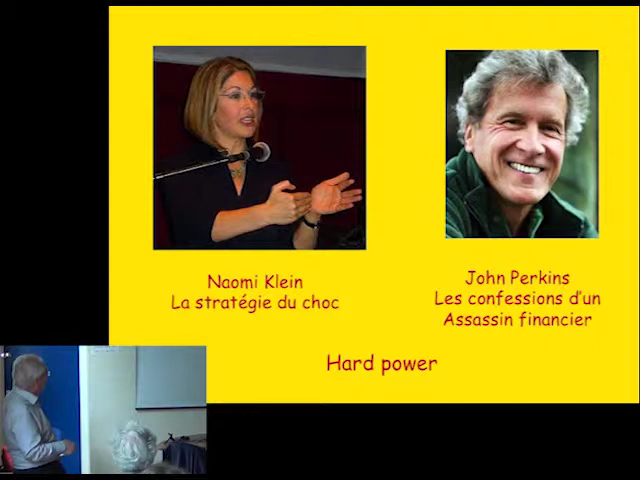 Naomi Klein
La stratégie du choc
John Perkins
Les confessions d'un
Assassin financier
Hard power